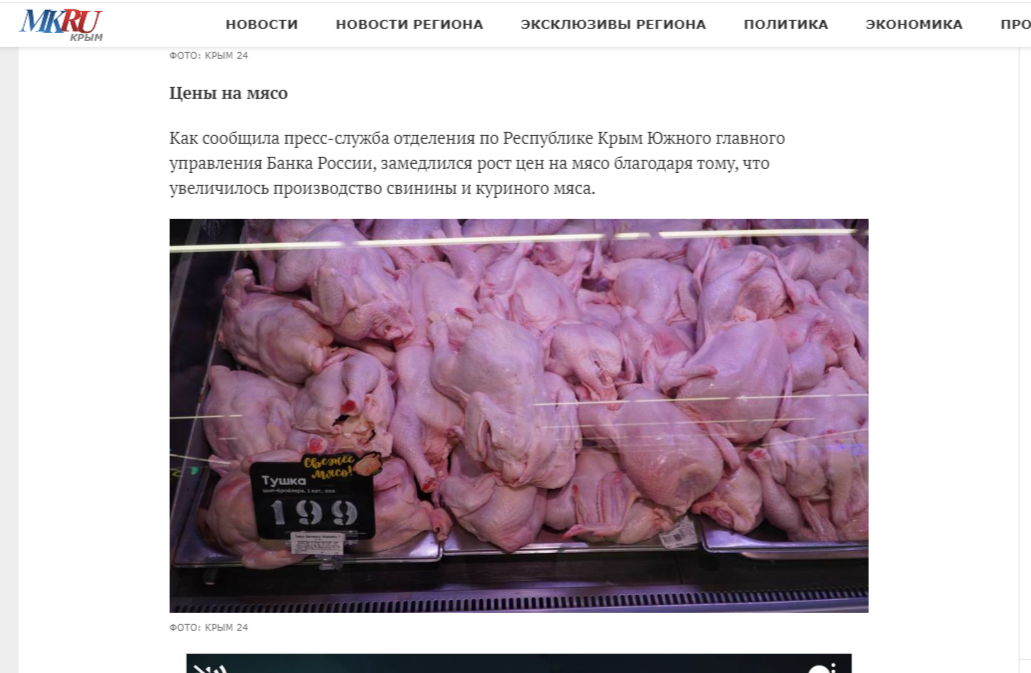 MKRU
КРЫМ
НОВОСТИ
НОВОСТИ РЕГИОНА
ЭКСКЛЮЗИВЫ РЕГИОНА
ПОЛИТИКА
ЭКОНОМИКА
ПРО
ФОТО: КРЫМ 24
Цены на мясо
Как сообщила пресс-служба отделения по Республике Крым Южного главного
управления Банка России, замедлился рост цен на мясо благодаря тому, что
увеличилось производство свинины и куриного мяса.
Свежее
мясо!
Тушка
199
ФОТО: КРЫМ 24